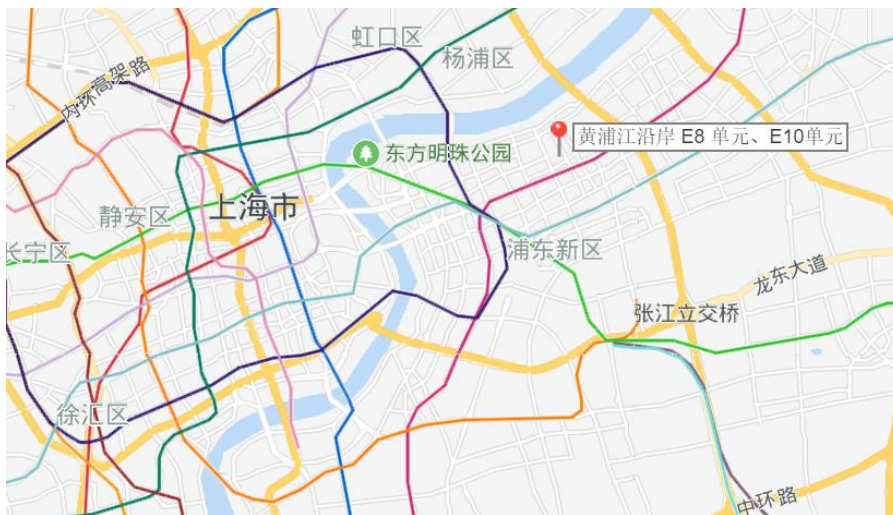 虹口区
杨浦区
内环高架路
黄浦江沿岸 E8 单元、E10单元
东方明珠公园
上海市
静安区
长宁区
浦东新区
龙东大道
张江立交桥
徐汇区
中环路